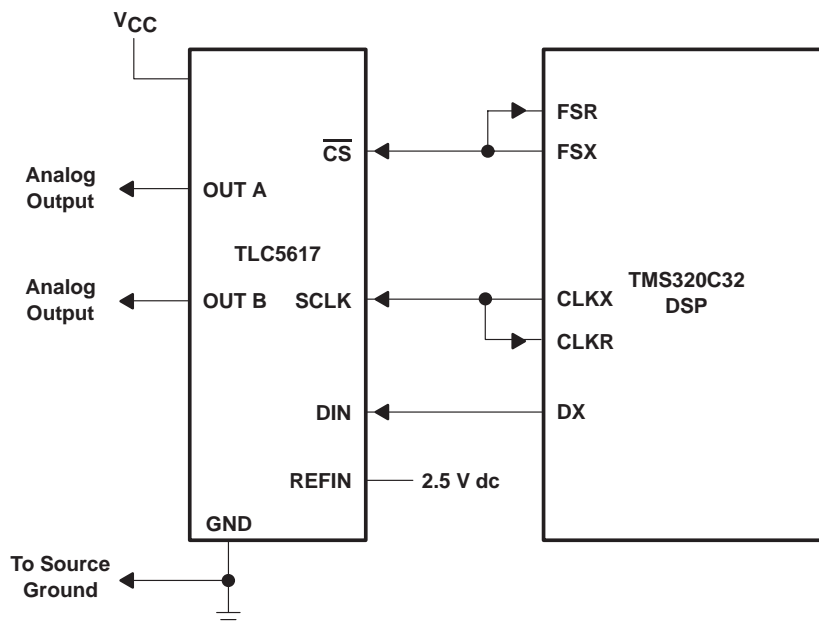 VCC
FSR
CS
FSX
Analog
Output
OUT A
TLC5617
TMS320C32
DSP
Analog
Output
OUT B
SCLK
CLKX
CLKR
DIN
DX
REFIN
2.5 V dc
GND
To Source
Ground